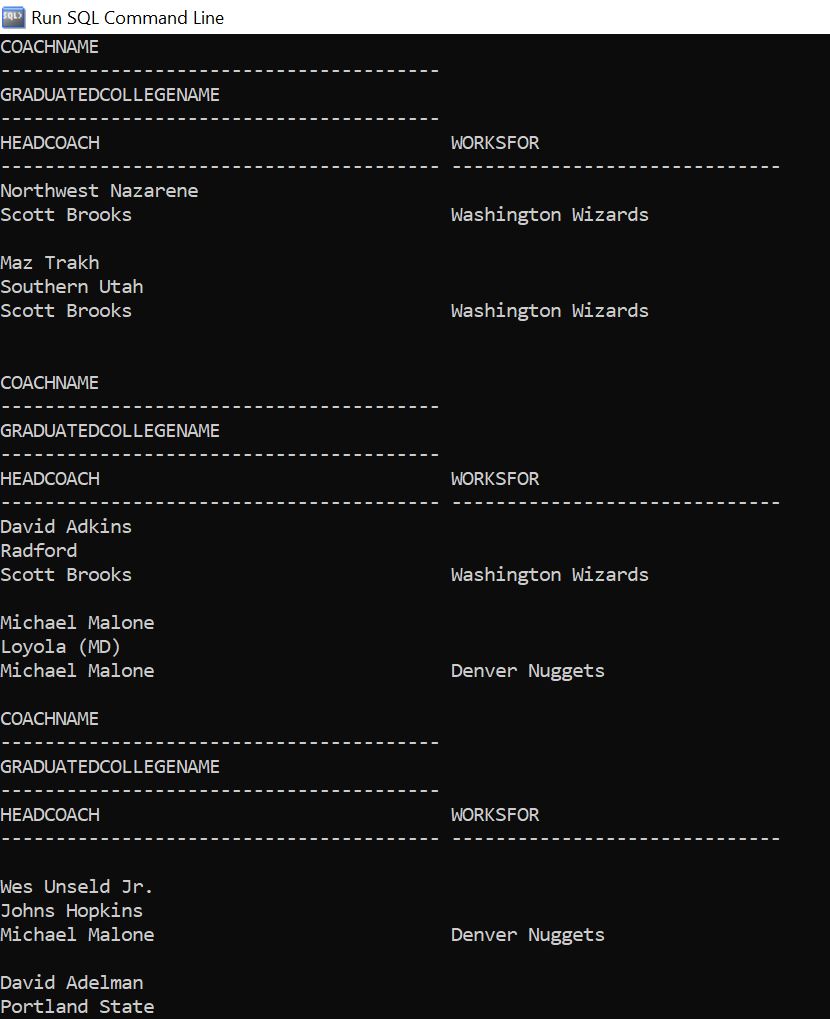 Run SQL Command Line
COACHNAME
----------------------------------------
GRADUATEDCOLLEGENAME
----------------------------------------
HEADCOACH                                WORKSFOR
---------------------------------------- ------------------------------
Northwest Nazarene
Scott Brooks                             Washington Wizards
Maz Trakh
Southern Utah
Scott Brooks                             Washington Wizards
COACHNAME
----------------------------------------
GRADUATEDCOLLEGENAME
----------------------------------------
HEADCOACH                                WORKSFOR
---------------------------------------- ------------------------------
David Adkins
Radford
Scott Brooks                             Washington Wizards
Michael Malone
Loyola (MD)
Michael Malone                           Denver Nuggets
COACHNAME
----------------------------------------
GRADUATEDCOLLEGENAME
----------------------------------------
HEADCOACH                                WORKSFOR
---------------------------------------- ------------------------------
Wes Unseld Jr.
Johns Hopkins
Michael Malone                           Denver Nuggets
David Adelman
Portland State